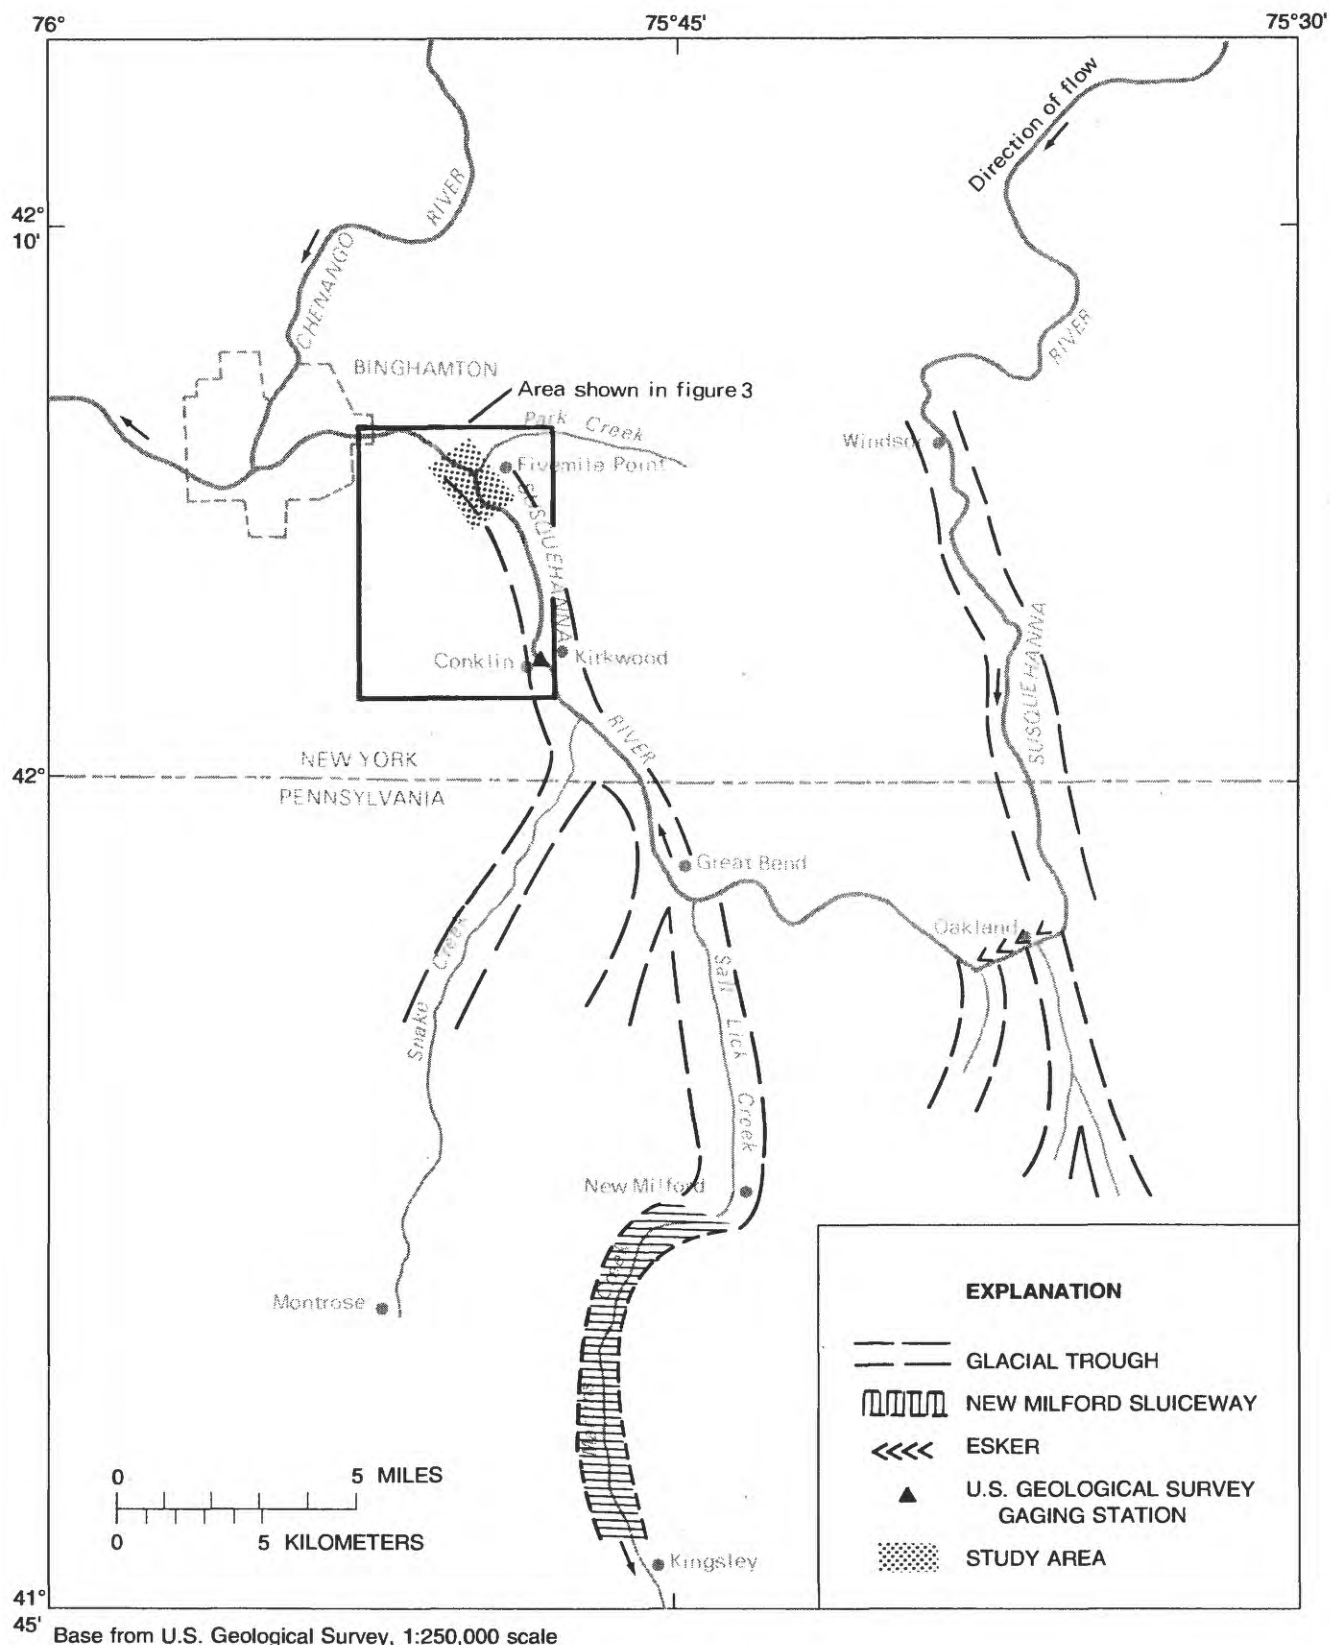 76°
75°45'
75°30'
Direction of flow
42°
10'
RIVER
CHENANGO
RIVER
BINGHAMTON
Area shown in figure 3
Park Creek
Windsor
Fivemile Point
SUSQUEHANNA
SUSQUEHANNA
Conklin
Kirkwood
RIVER
42°
NEW YORK
PENNSYLVANIA
Great Bend
Oakland
Snake Creek
Salt Lick Creek
New Milford
Martins Creek
Montrose
Kingsley
EXPLANATION
GLACIAL TROUGH
NEW MILFORD SLUICEWAY
ESKER
U.S. GEOLOGICAL SURVEY
GAGING STATION
STUDY AREA
0 5 MILES
0 5 KILOMETERS
41°
45'
Base from U.S. Geological Survey, 1:250,000 scale